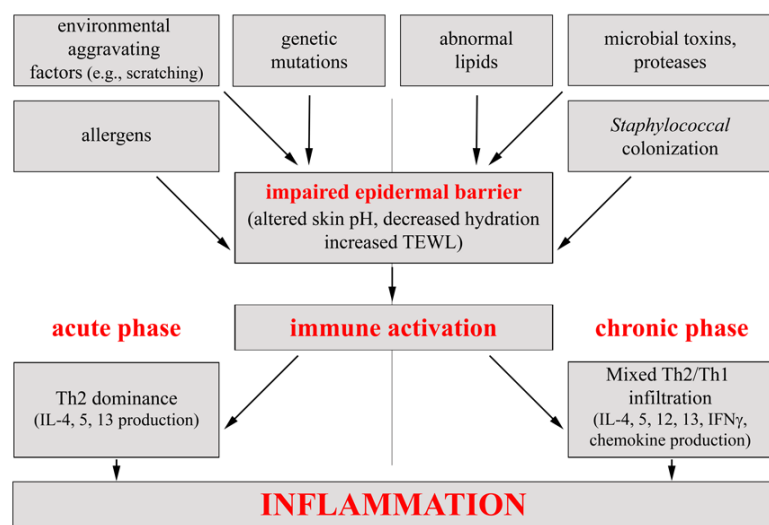 environmental
aggravating
factors (e.g., scratching)
genetic
mutations
abnormal
lipids
microbial toxins,
proteases
allergens
Staphylococcal
colonization
impaired epidermal barrier
(altered skin pH, decreased hydration
increased TEWL)
acute phase
immune activation
chronic phase
Th2 dominance
(IL-4, 5, 13 production)
Mixed Th2/Th1
infiltration
(IL-4, 5, 12, 13, IFNγ,
chemokine production)
INFLAMMATION